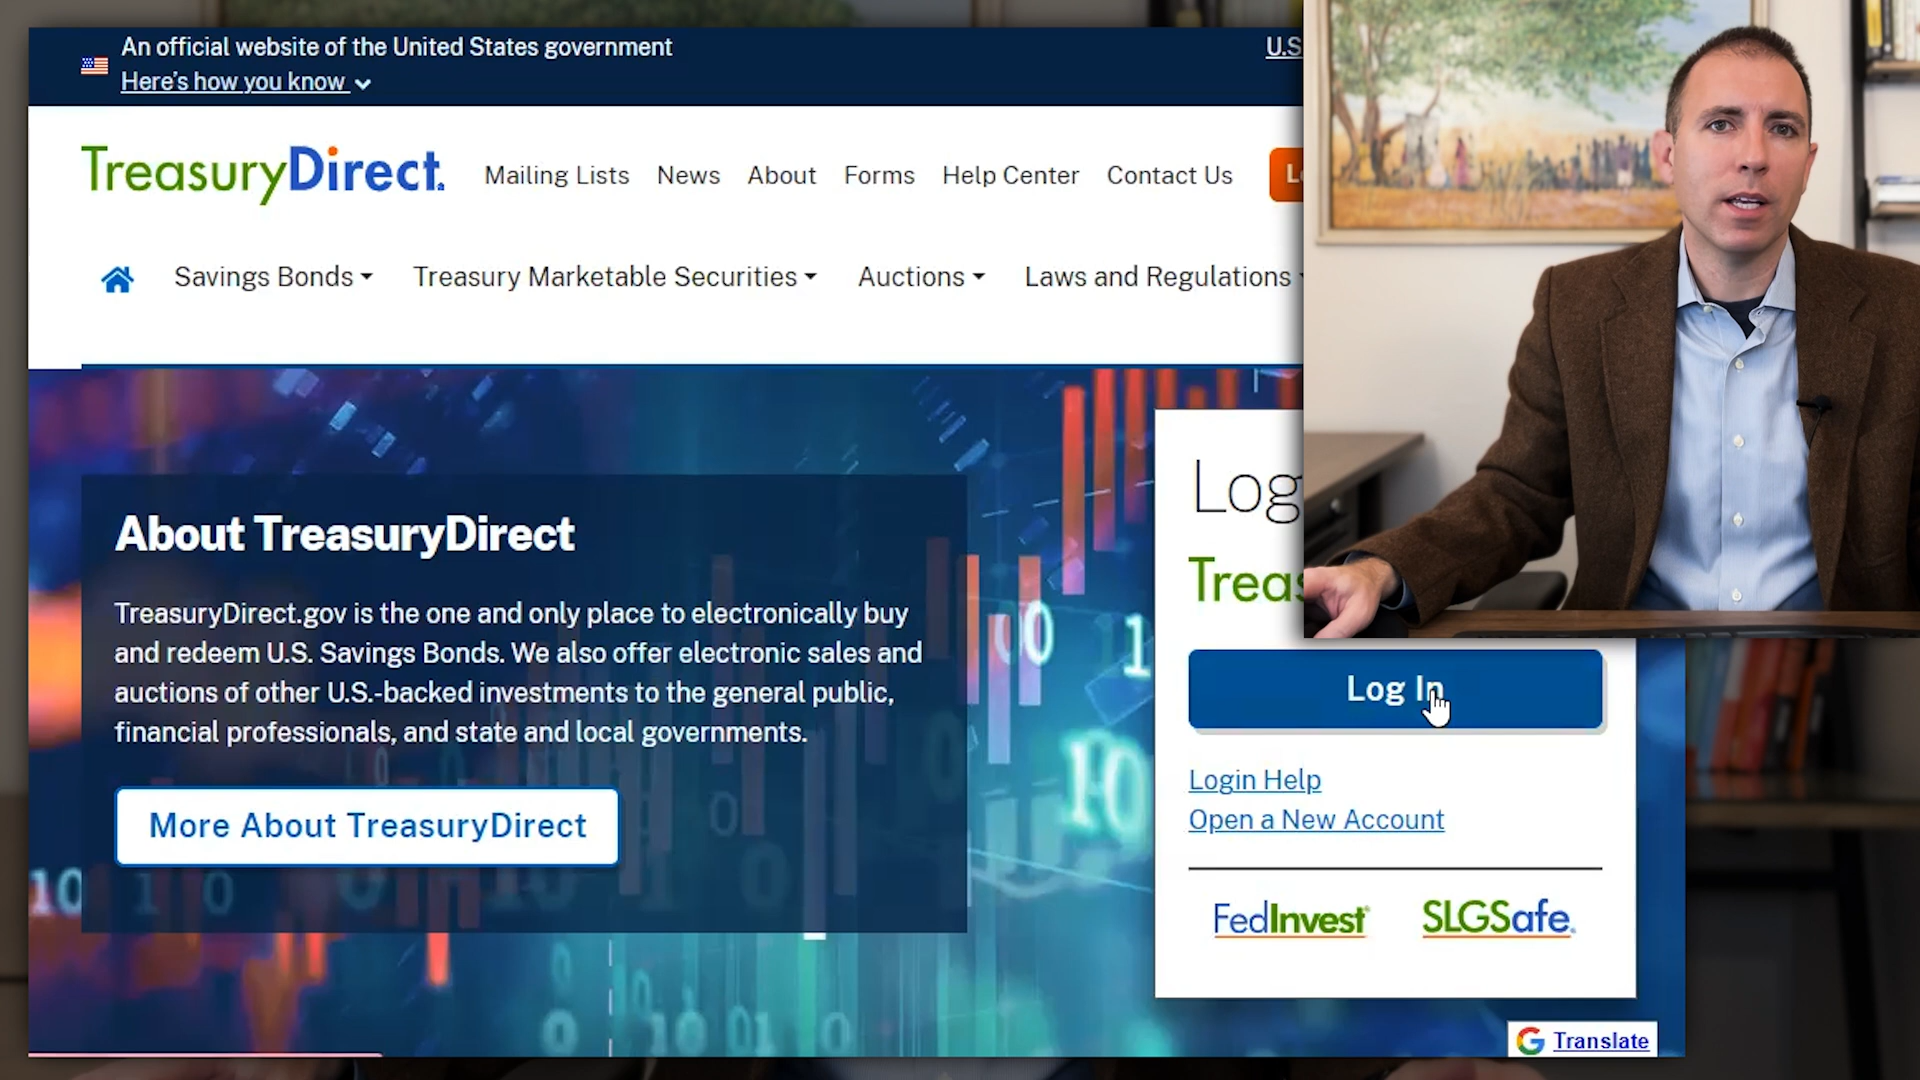 An official website of the United States government
Here's how you know
U.S
TreasuryDirect
Mailing Lists News About Forms Help Center Contact Us
Savings Bonds Treasury Marketable Securities Auctions Laws and Regulations
About TreasuryDirect
TreasuryDirect.gov is the one and only place to electronically buy
and redeem U.S. Savings Bonds. We also offer electronic sales and
auctions of other U.S.-backed investments to the general public,
financial professionals, and state and local governments.
More About TreasuryDirect
Log
Treas
Log In
Login Help
Open a New Account
FedInvest
SLGSafe
Translate